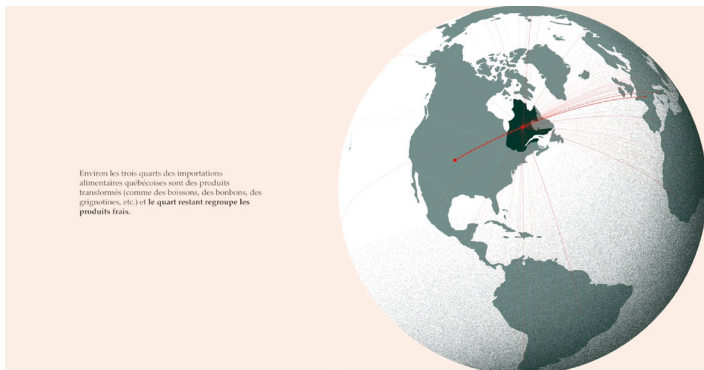 Environ les trois quarts des importations
alimentaires québécoises sont des produits
transformés (comme des boissons, des bonbons, des
grignotines, etc.) et le quart restant regroupe les
produits frais.